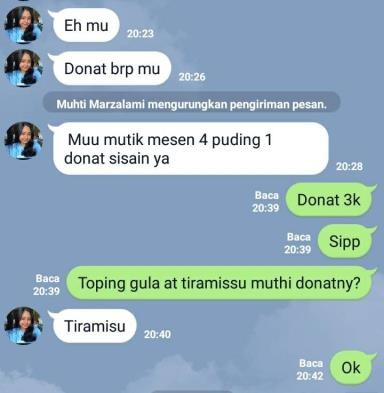 Eh mu
20:23
Donat brp mu
20:26
Muhti Marzalami mengurungkan pengiriman pesan.
Muu mutik mesen 4 puding 1
donat sisain ya
20:28
Baca
20:39
Donat 3k
Baca
20:39
Sipp
Baca
20:39
Toping gula at tiramissu muthi donatny?
Tiramisu
20:40
Baca
20:42
Ok